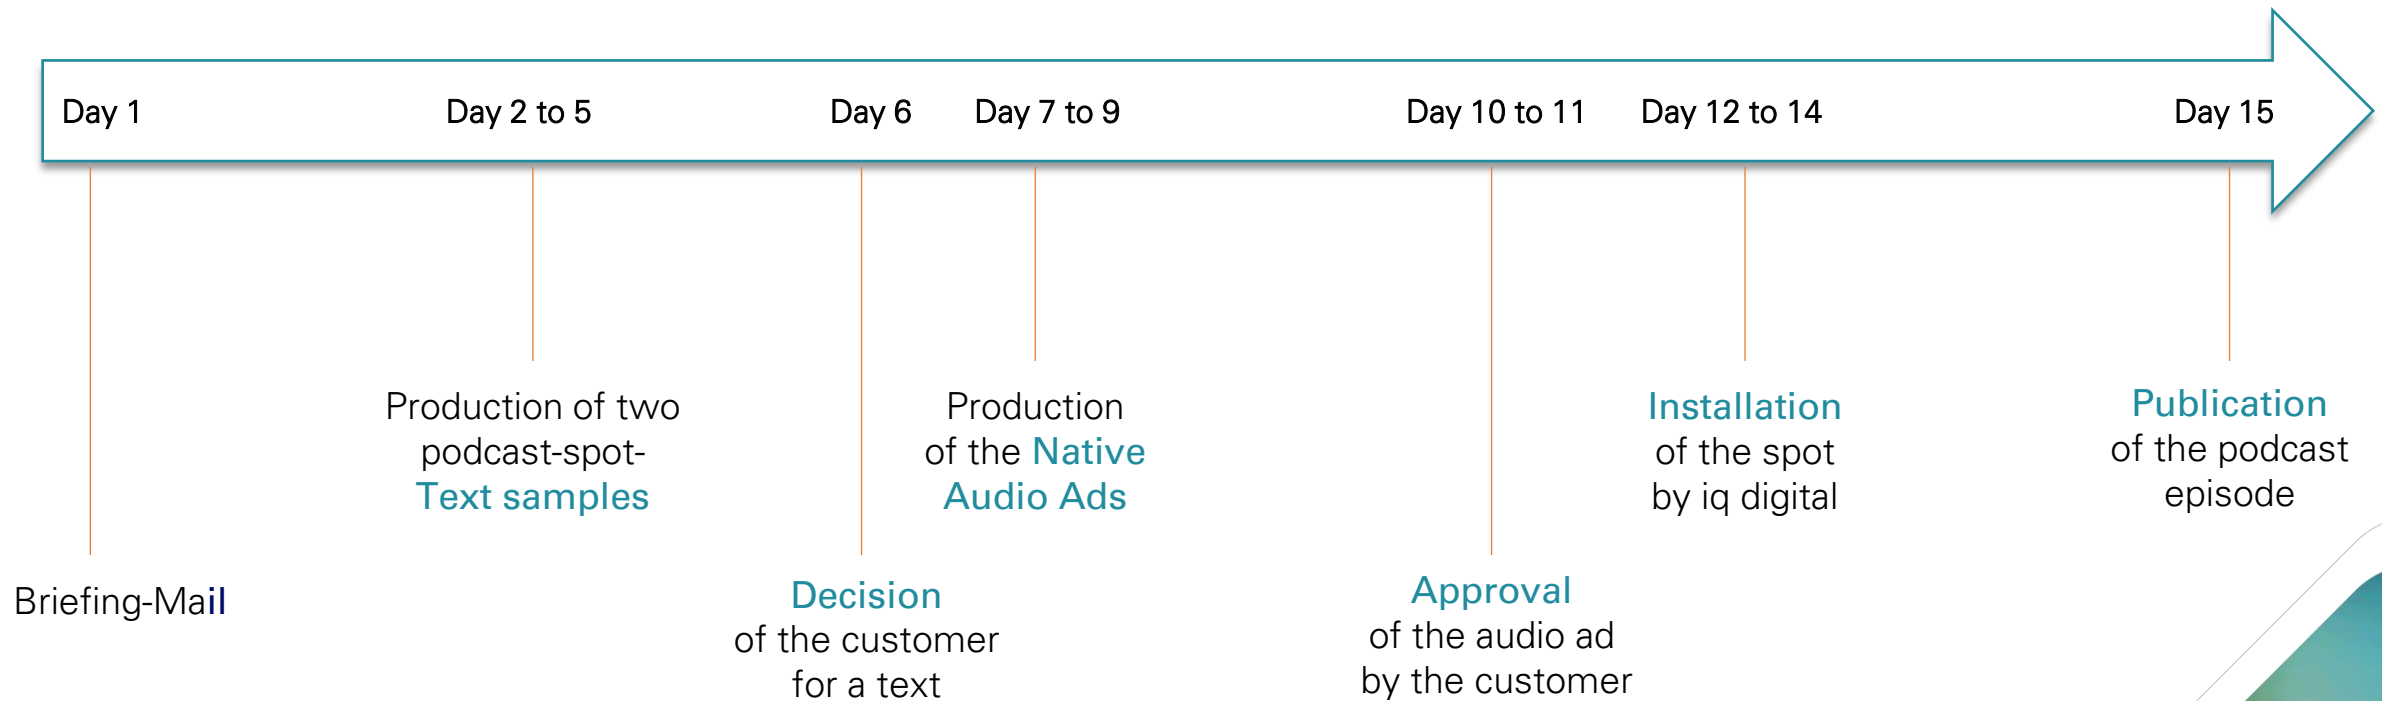 Day 1
Day 2 to 5
Day 6
Day 7 to 9
Day 10 to 11
Day 12 to 14
Day 15
Briefing-Mail
Production of two
podcast-spot-
Text samples
Decision
of the customer
for a text
Production
of the Native
Audio Ads
Approval
of the audio ad
by the customer
Installation
of the spot
by iq digital
Publication
of the podcast
episode